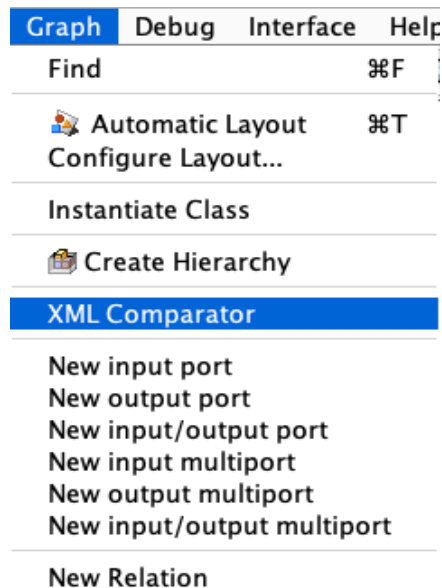 Graph Debug Interface Help
Find ⌘F
Automatic Layout ⌘T
Configure Layout...
Instantiate Class
Create Hierarchy
XML Comparator
New input port
New output port
New input/output port
New input multiport
New output multiport
New input/output multiport
New Relation